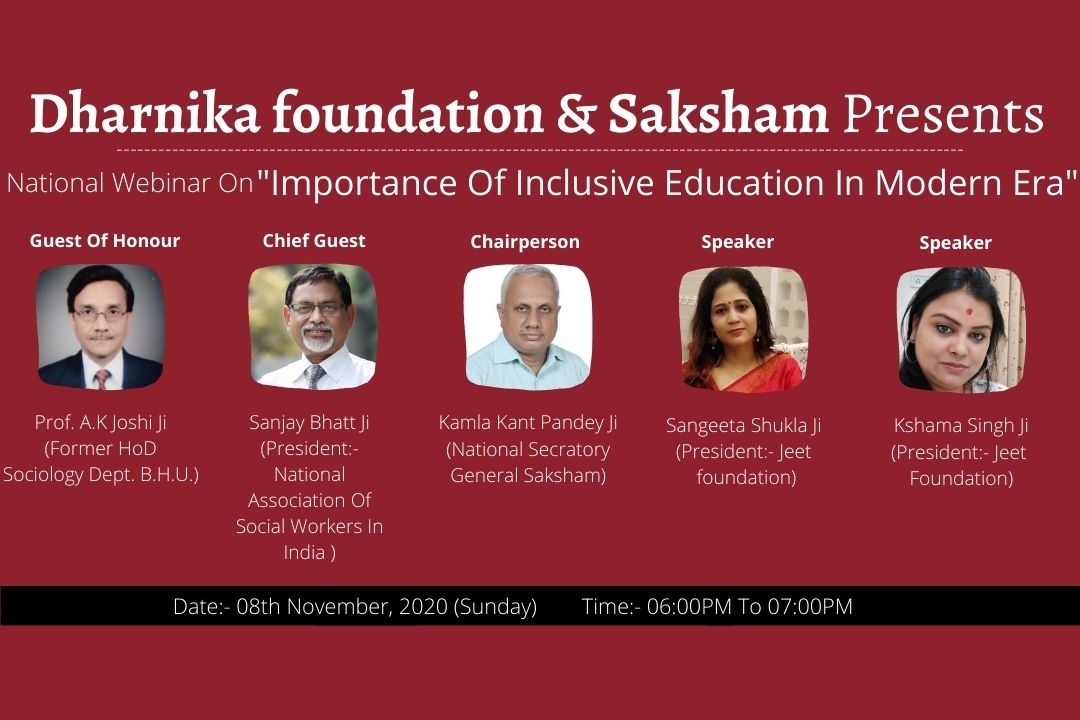 Dharnika foundation & Saksham Presents
National Webinar On "Importance Of Inclusive Education In Modern Era"
Guest Of Honour
Prof. A.K Joshi Ji
(Former HoD
Sociology Dept. B.H.U.)
Chief Guest
Sanjay Bhatt Ji
(President:-
National
Association Of
Social Workers In
India )
Chairperson
Kamla Kant Pandey Ji
(National Secratory
General Saksham)
Speaker
Sangeeta Shukla Ji
(President:- Jeet
foundation)
Speaker
Kshama Singh Ji
(President:- Jeet
Foundation)
Date:- 08th November, 2020 (Sunday) Time:- 06:00PM To 07:00PM